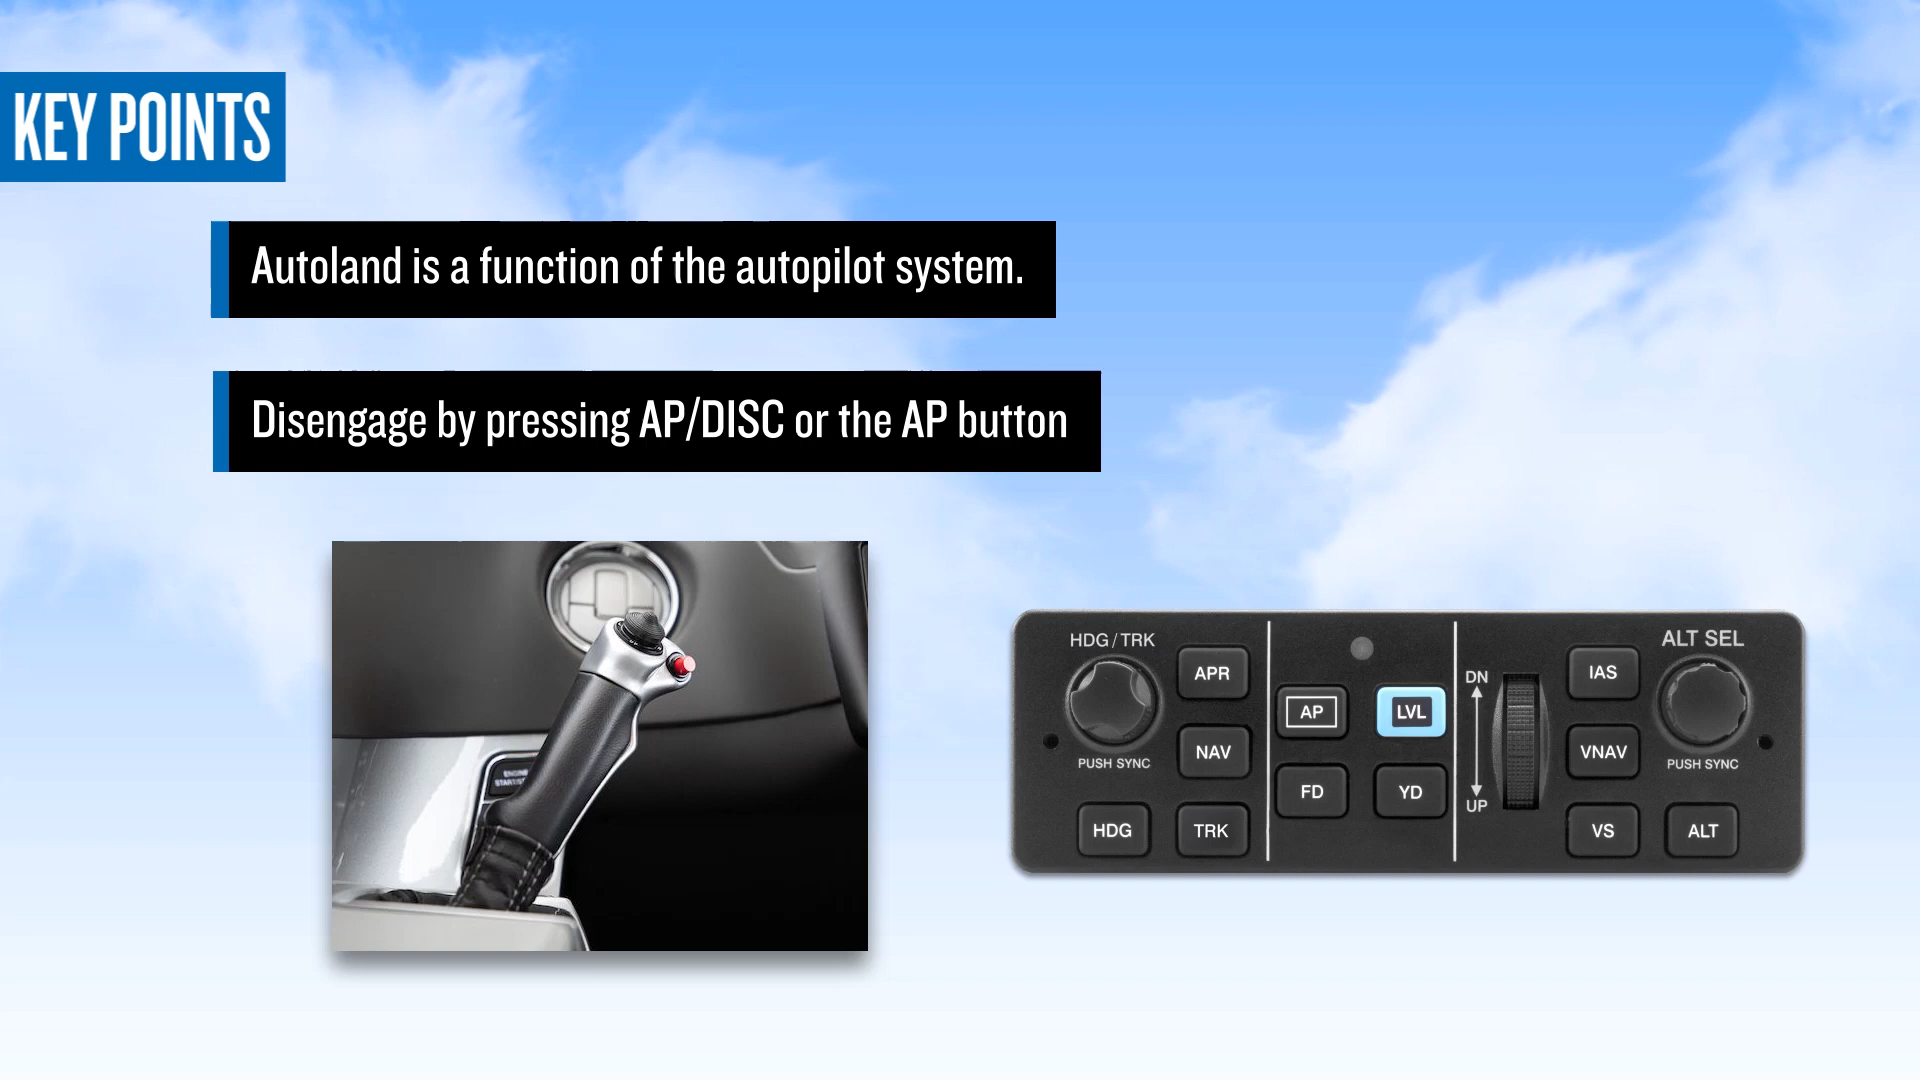 KEY POINTS
Autoland is a function of the autopilot system.
Disengage by pressing AP/DISC or the AP button
HDG / TRK
APR
NAV
PUSH SYNC
HDG
TRK
AP
LVL
FD
YD
DN
UP
IAS
ALT SEL
VNAV
PUSH SYNC
VS
ALT
ENGINE